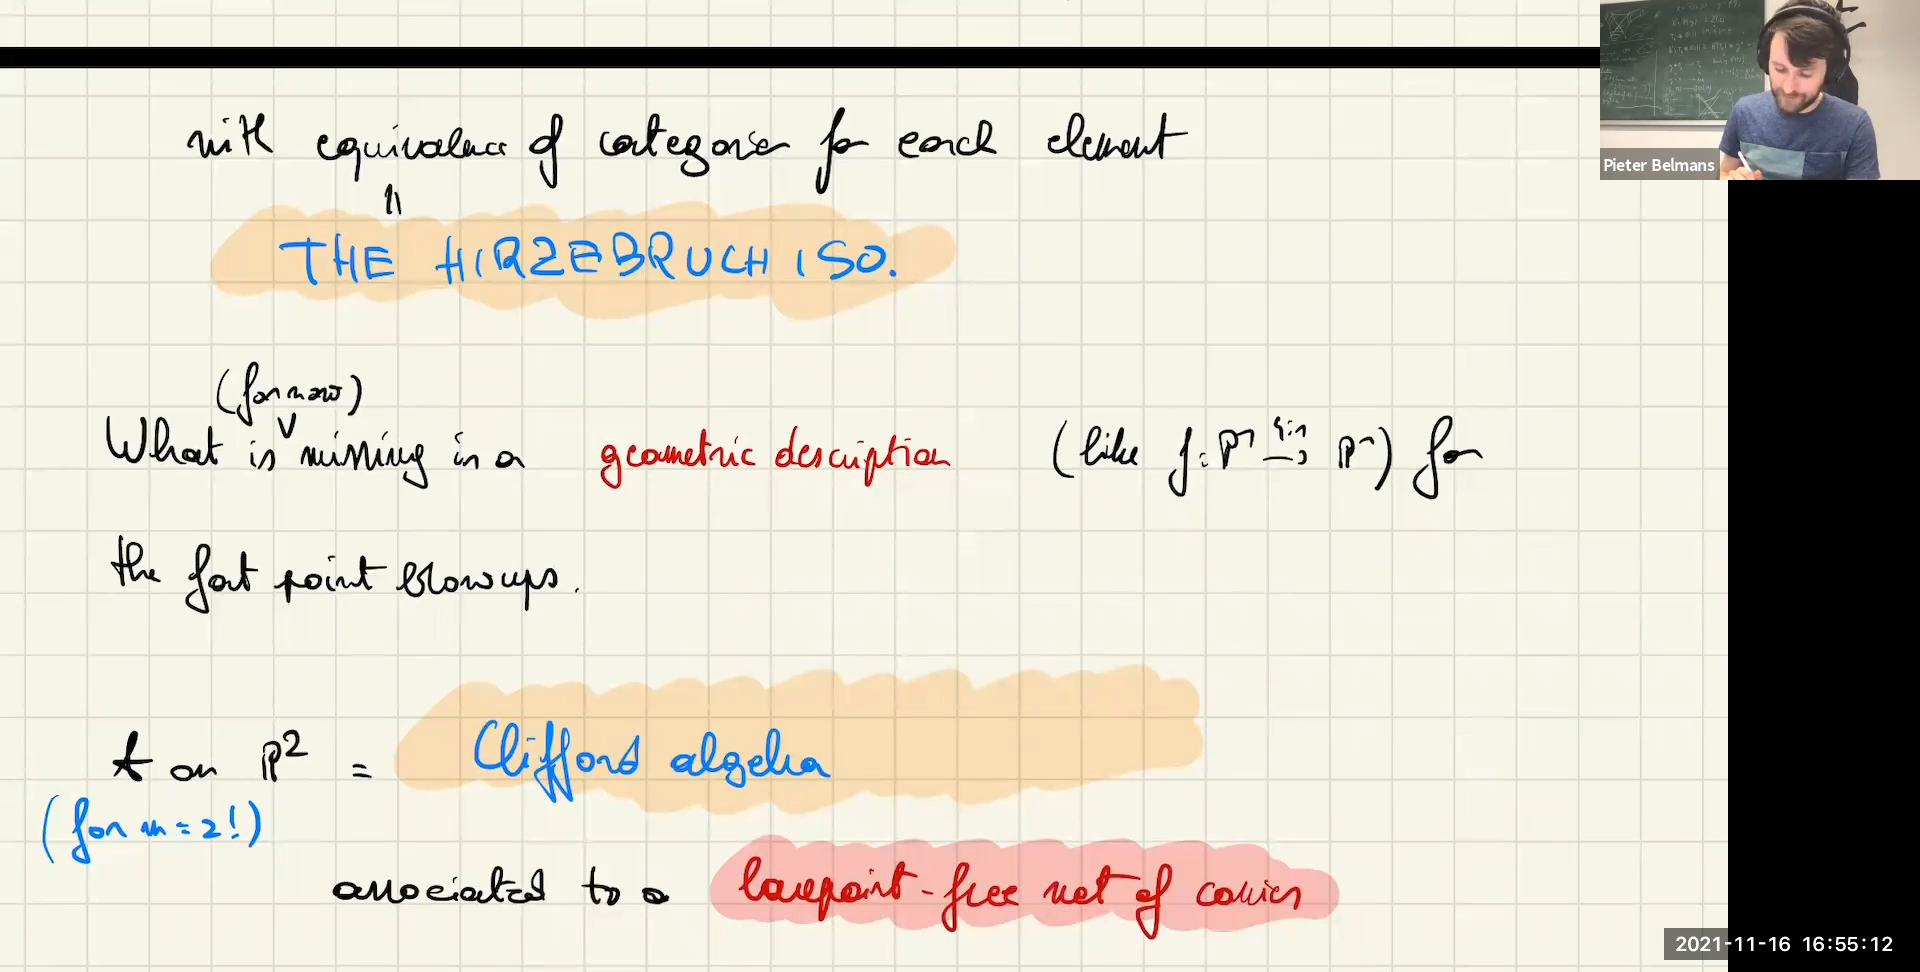 with equivalence of categories for each element
"
THE HIRZEBRUCH ISO.
(for now)
What is ∨ missing in a geometric description (like f: ℙⁿ lin → ℙⁿ) for
the fat point blowups.
A on ℙ² = Clifford algebra
(for m = 2!)
associated to a basepoint-free net of conics
Pieter Belmans
2021-11-16 16:55:12